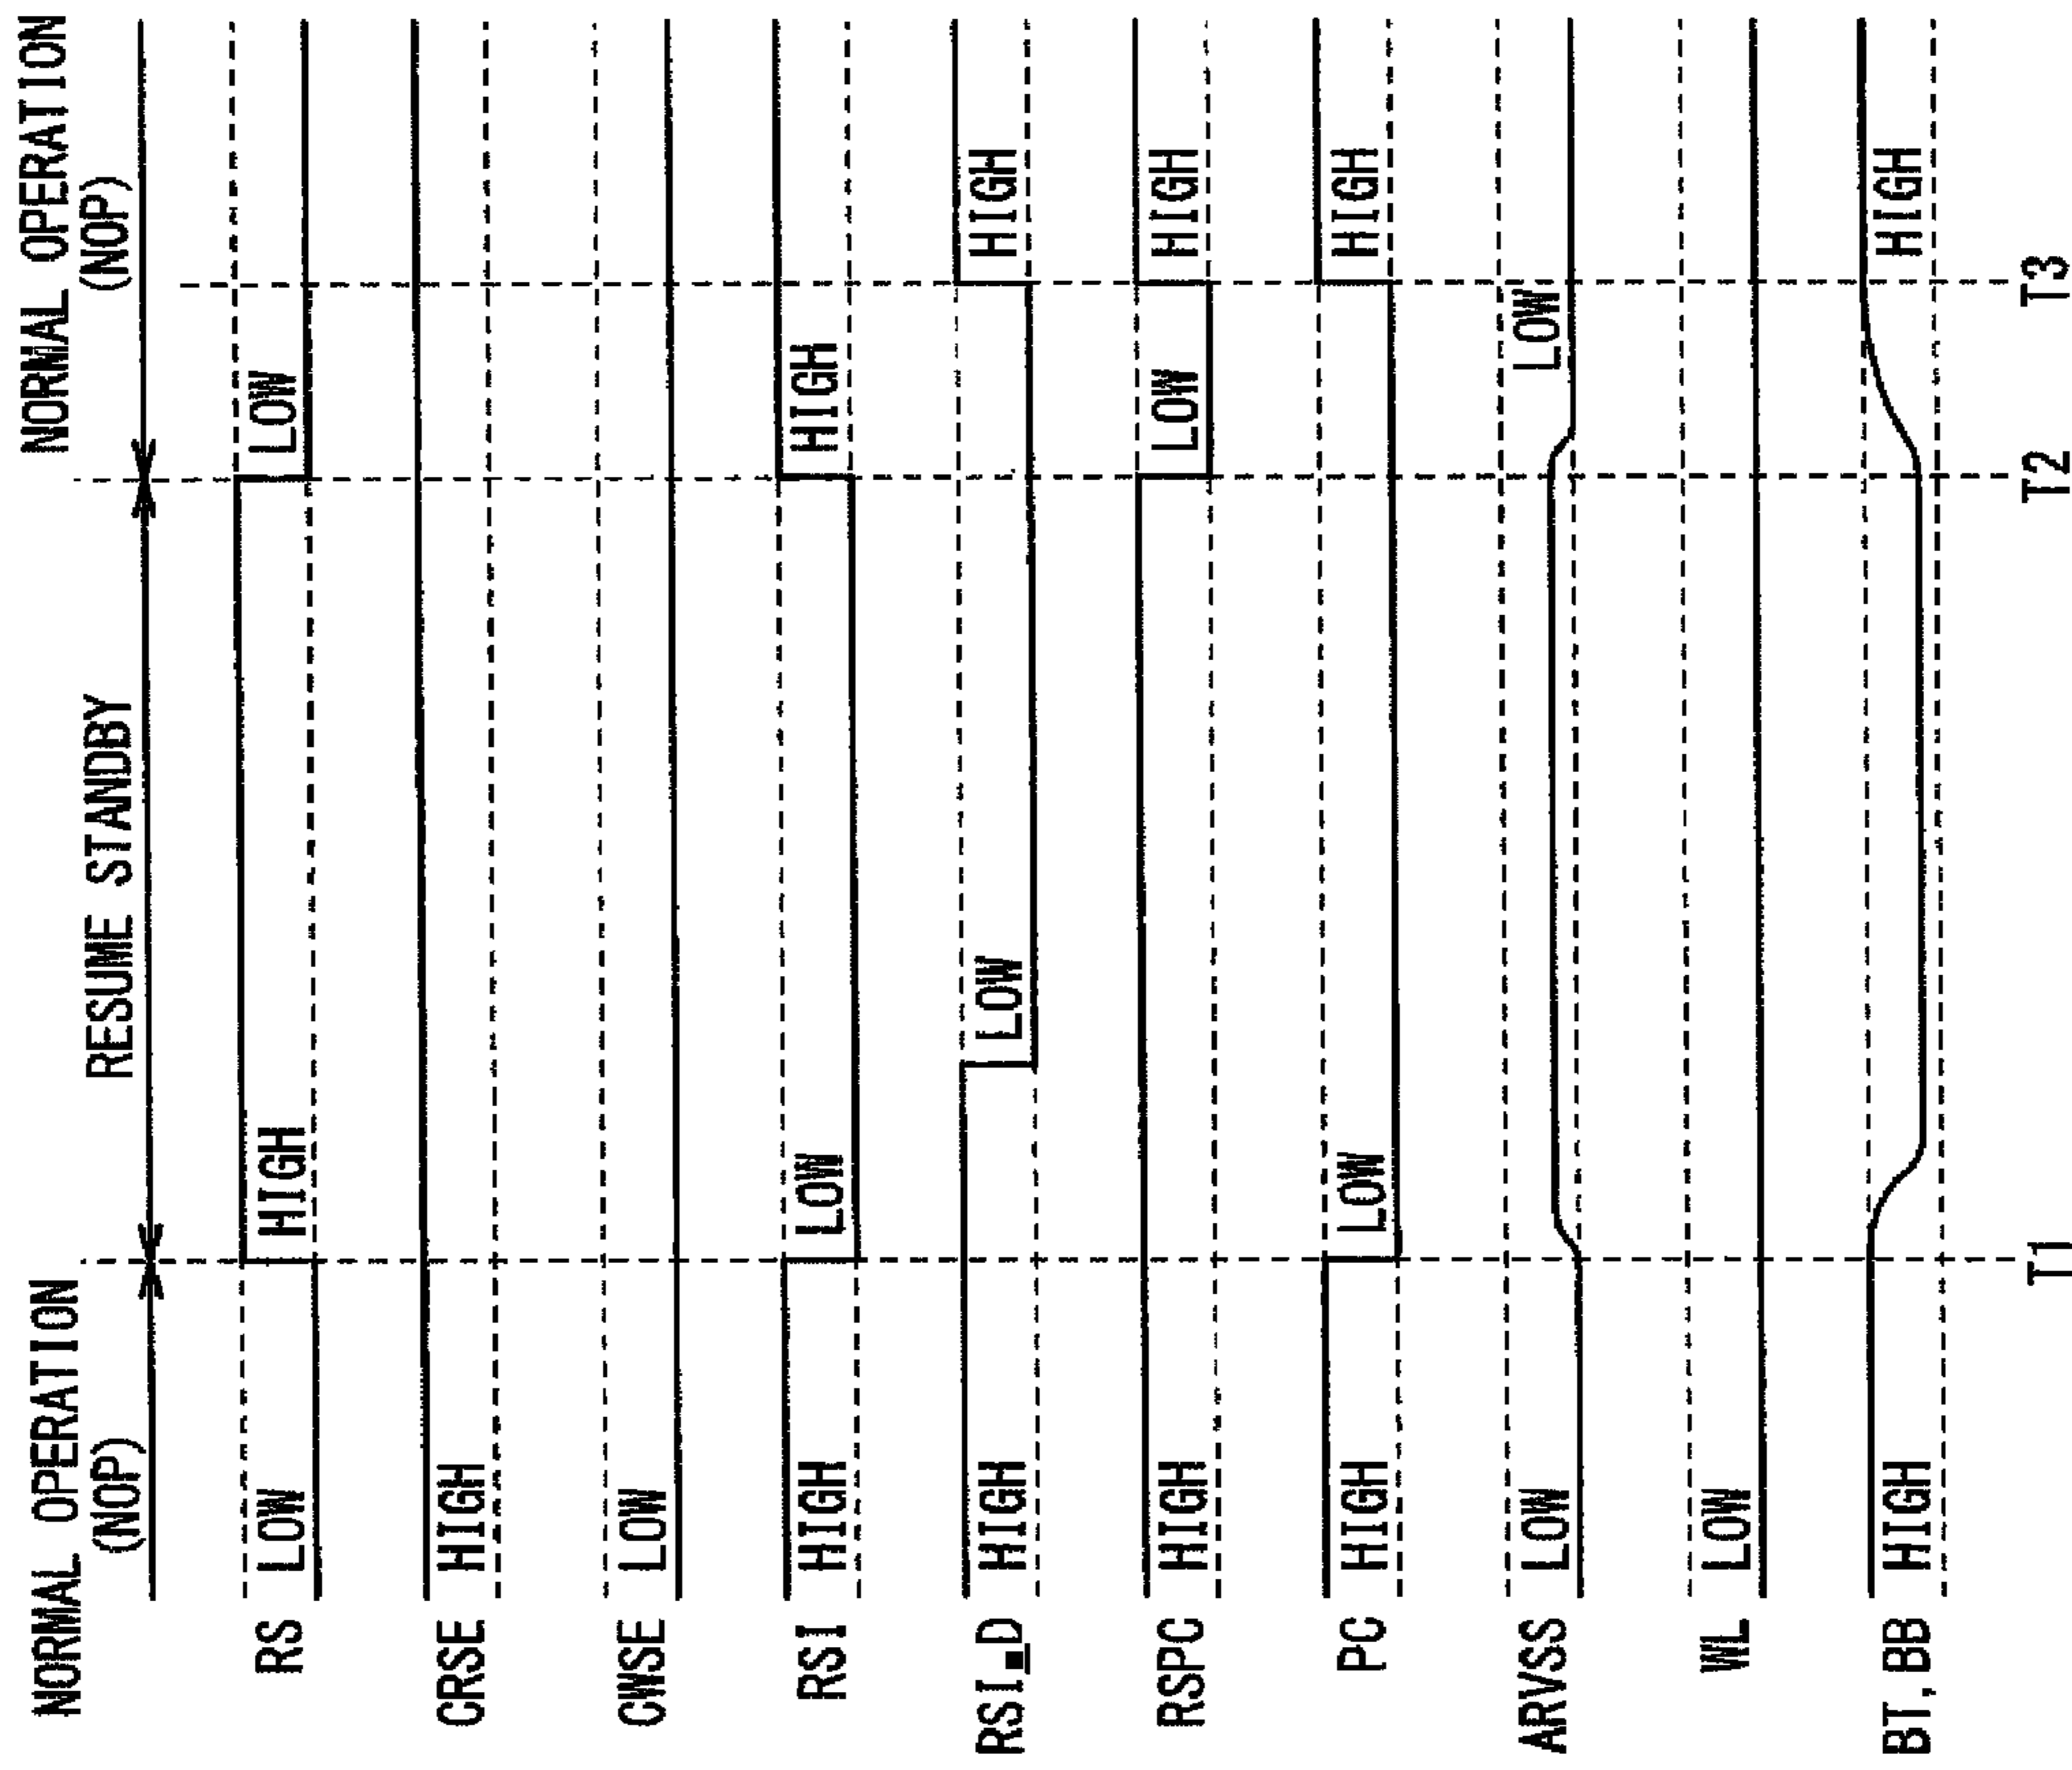 NORMAL OPERATION
(NOP)
RESUME STANDBY
NORMAL OPERATION
(NOP)
RS LOW HIGH LOW
CRSE HIGH
CWSE LOW
RSI HIGH LOW HIGH
RSI_D HIGH LOW HIGH
RSPC HIGH LOW HIGH
PC HIGH LOW HIGH
ARVSS LOW LOW
WL LOW
BT,BB HIGH HIGH
T1 T2 T3